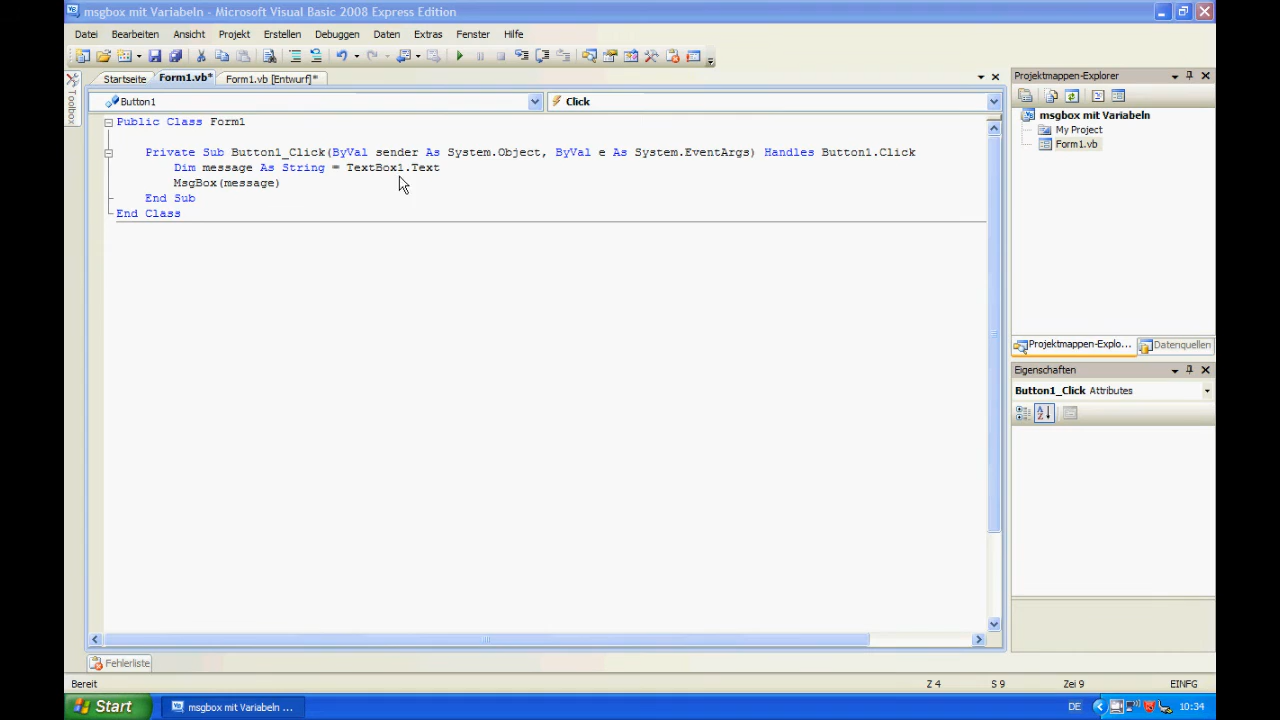 msgbox mit Variabeln - Microsoft Visual Basic 2008 Express Edition
Datei Bearbeiten Ansicht Projekt Erstellen Debuggen Daten Extras Fenster Hilfe
Startseite Form1.vb* Form1.vb [Entwurf]*
Projektmappen-Explorer
Toolbox
Button1 Click
msgbox mit Variabeln
My Project
Form1.vb
Public Class Form1
Private Sub Button1_Click(ByVal sender As System.Object, ByVal e As System.EventArgs) Handles Button1.Click
Dim message As String = TextBox1.Text
MsgBox(message)
End Sub
End Class
Projektmappen-Explo... Datenquellen
Eigenschaften
Button1_Click Attributes
Fehlerliste
Bereit Z 4 S 9 Zei 9 EINFG
Start msgbox mit Variabeln ... DE 10:34